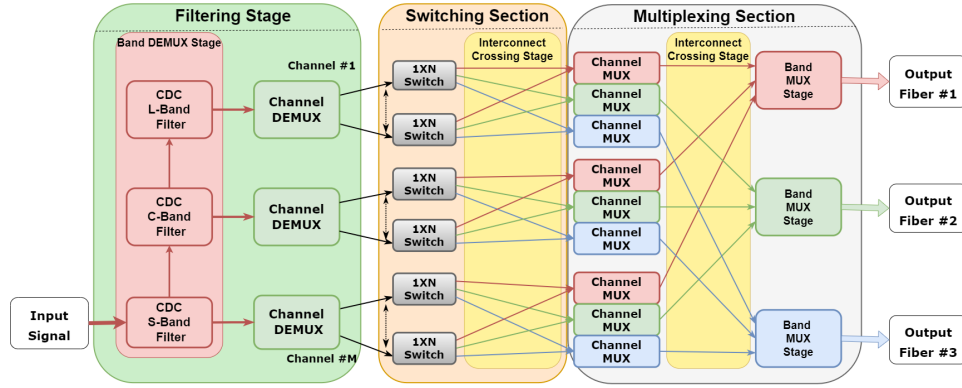 Filtering Stage
Switching Section
Multiplexing Section
Band DEMUX Stage
Interconnect
Crossing Stage
Interconnect
Crossing Stage
Channel #1
CDC
L-Band
Filter
Channel
DEMUX
1XN
Switch
1XN
Switch
Channel
MUX
Channel
MUX
Channel
MUX
Band
MUX
Stage
Output
Fiber #1
CDC
C-Band
Filter
Channel
DEMUX
1XN
Switch
1XN
Switch
Channel
MUX
Channel
MUX
Channel
MUX
Band
MUX
Stage
Output
Fiber #2
Input
Signal
CDC
S-Band
Filter
Channel
DEMUX
Channel #M
1XN
Switch
1XN
Switch
Channel
MUX
Channel
MUX
Channel
MUX
Band
MUX
Stage
Output
Fiber #3